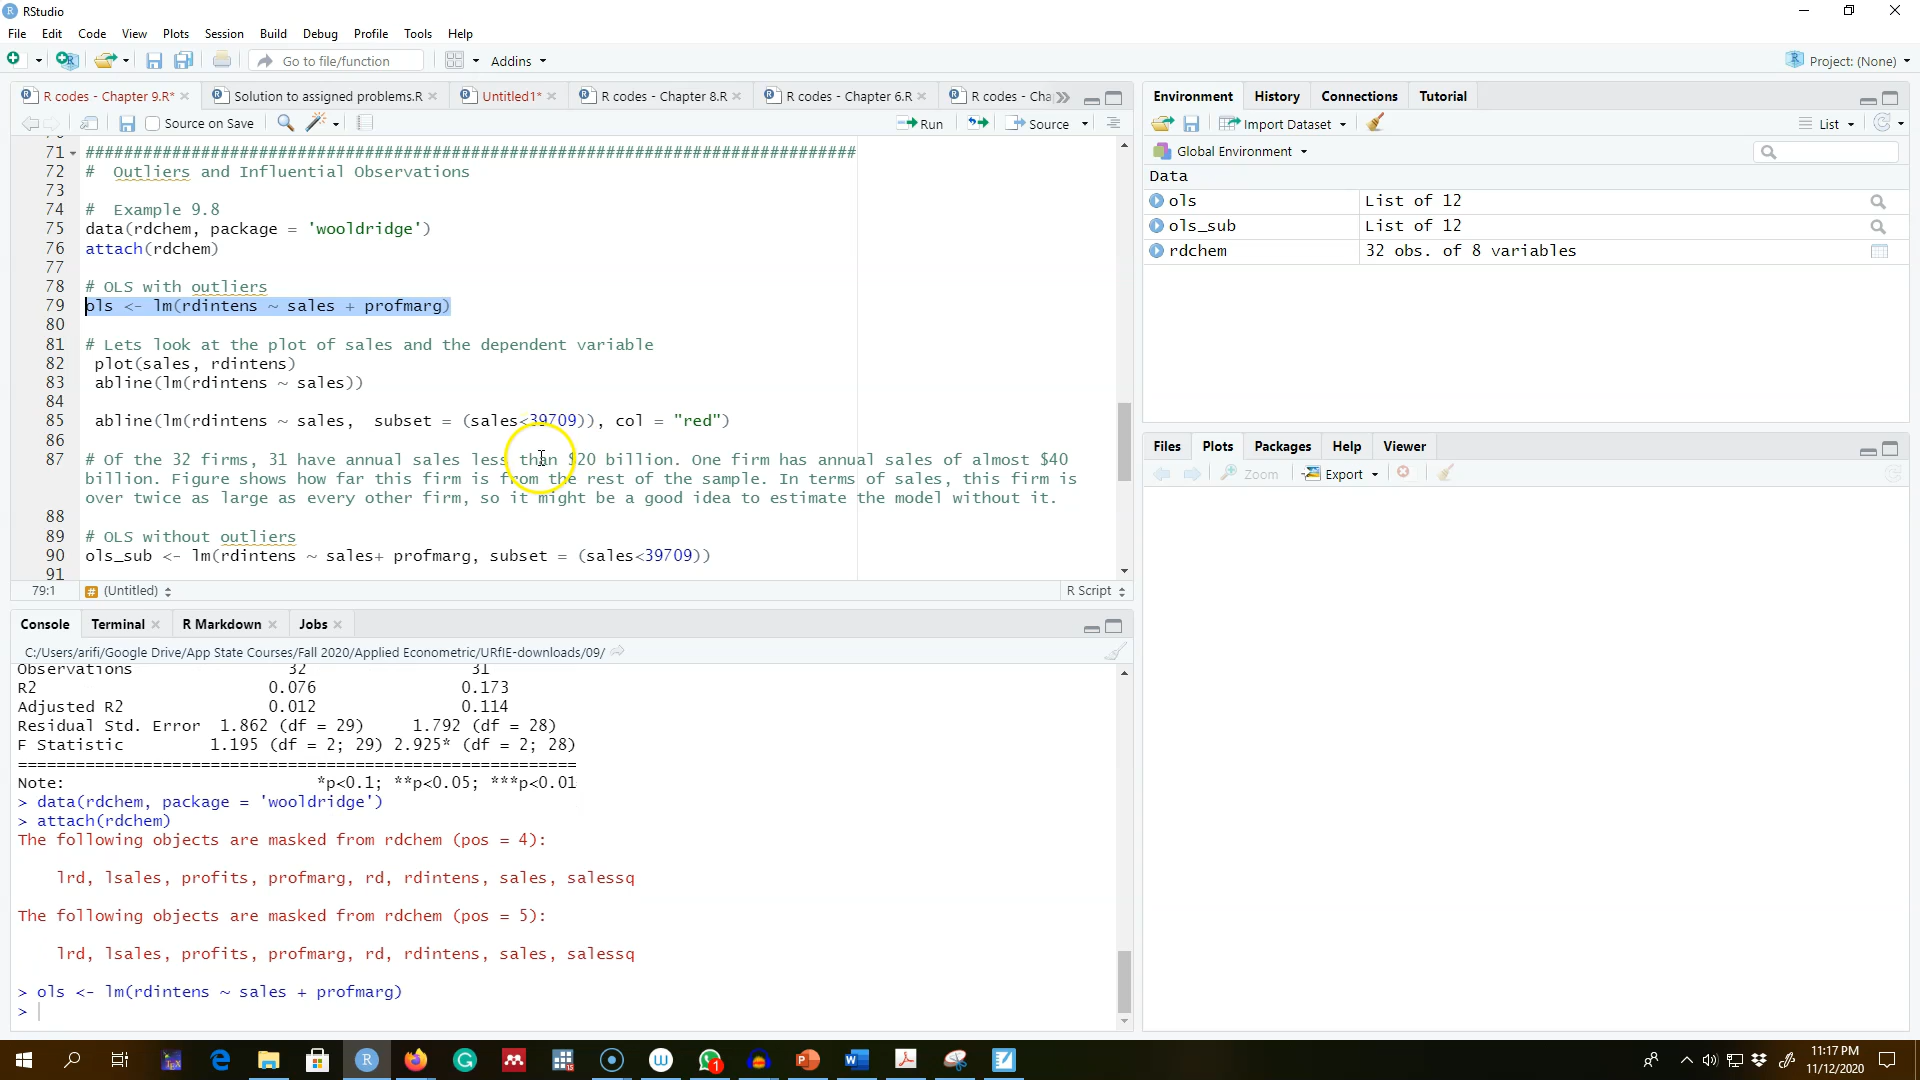 RStudio
File Edit Code View Plots Session Build Debug Profile Tools Help
Go to file/function Addins Project: (None)
R codes - Chapter 9.R* Solution to assigned problems.R Untitled1* R codes - Chapter 8.R R codes - Chapter 6.R R codes - Cha
Source on Save Run Source
71 ################################################################################
72 # Outliers and Influential Observations
73
74 # Example 9.8
75 data(rdchem, package = 'wooldridge')
76 attach(rdchem)
77
78 # OLS with outliers
79 ols <- lm(rdintens ~ sales + profmarg)
80
81 # Lets look at the plot of sales and the dependent variable
82 plot(sales, rdintens)
83 abline(lm(rdintens ~ sales))
84
85 abline(lm(rdintens ~ sales, subset = (sales<39709)), col = "red")
86
87 # Of the 32 firms, 31 have annual sales less than $20 billion. One firm has annual sales of almost $40
billion. Figure shows how far this firm is from the rest of the sample. In terms of sales, this firm is
over twice as large as every other firm, so it might be a good idea to estimate the model without it.
88
89 # OLS without outliers
90 ols_sub <- lm(rdintens ~ sales+ profmarg, subset = (sales<39709))
91
79:1 # (Untitled) R Script
Console Terminal R Markdown Jobs
C:/Users/arifi/Google Drive/App State Courses/Fall 2020/Applied Econometric/URfIE-downloads/09/
Observations 32 31
R2 0.076 0.173
Adjusted R2 0.012 0.114
Residual Std. Error 1.862 (df = 29) 1.792 (df = 28)
F Statistic 1.195 (df = 2; 29) 2.925* (df = 2; 28)
==========================================================
Note: *p<0.1; **p<0.05; ***p<0.01
> data(rdchem, package = 'wooldridge')
> attach(rdchem)
The following objects are masked from rdchem (pos = 4):
lrd, lsales, profits, profmarg, rd, rdintens, sales, salessq
The following objects are masked from rdchem (pos = 5):
lrd, lsales, profits, profmarg, rd, rdintens, sales, salessq
> ols <- lm(rdintens ~ sales + profmarg)
>
Environment History Connections Tutorial
Import Dataset List
Global Environment
Data
ols List of 12
ols_sub List of 12
rdchem 32 obs. of 8 variables
Files Plots Packages Help Viewer
Zoom Export
11:17 PM
11/12/2020